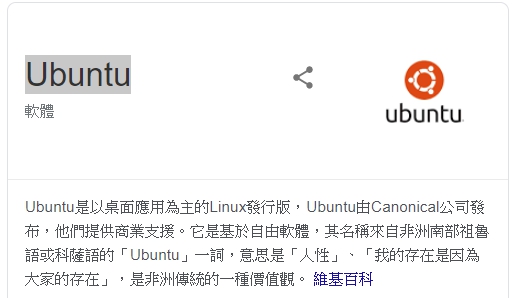 Ubuntu
軟體
ubuntu
Ubuntu是以桌面應用為主的Linux發行版，Ubuntu由Canonical公司發
布，他們提供商業支援。它是基於自由軟體，其名稱來自非洲南部祖魯
語或科薩語的「Ubuntu」一詞，意思是「人性」、「我的存在是因為
大家的存在」，是非洲傳統的一種價值觀。 維基百科